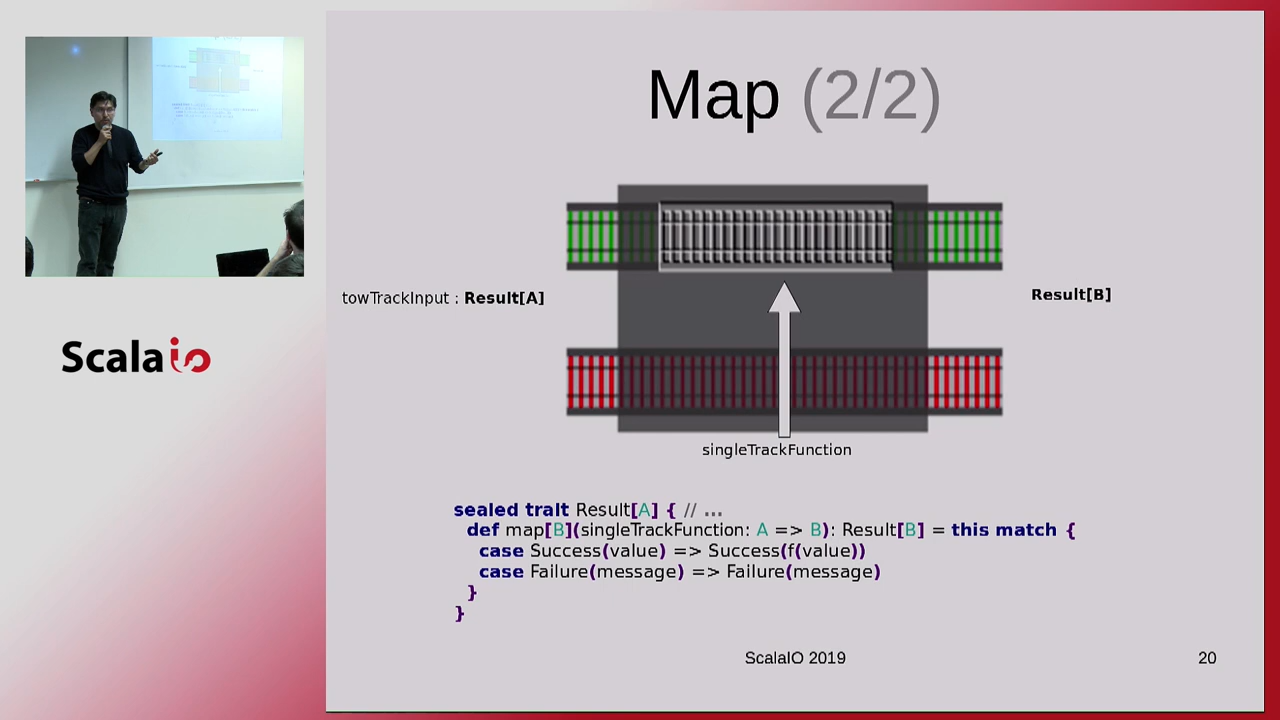 Map (2/2)
towTrackInput : Result[A]
Result[B]
singleTrackFunction
sealed trait Result[A] { // ...
def map[B](singleTrackFunction: A => B): Result[B] = this match {
case Success(value) => Success(f(value))
case Failure(message) => Failure(message)
}
}
ScalaIO 2019
20
Scala io